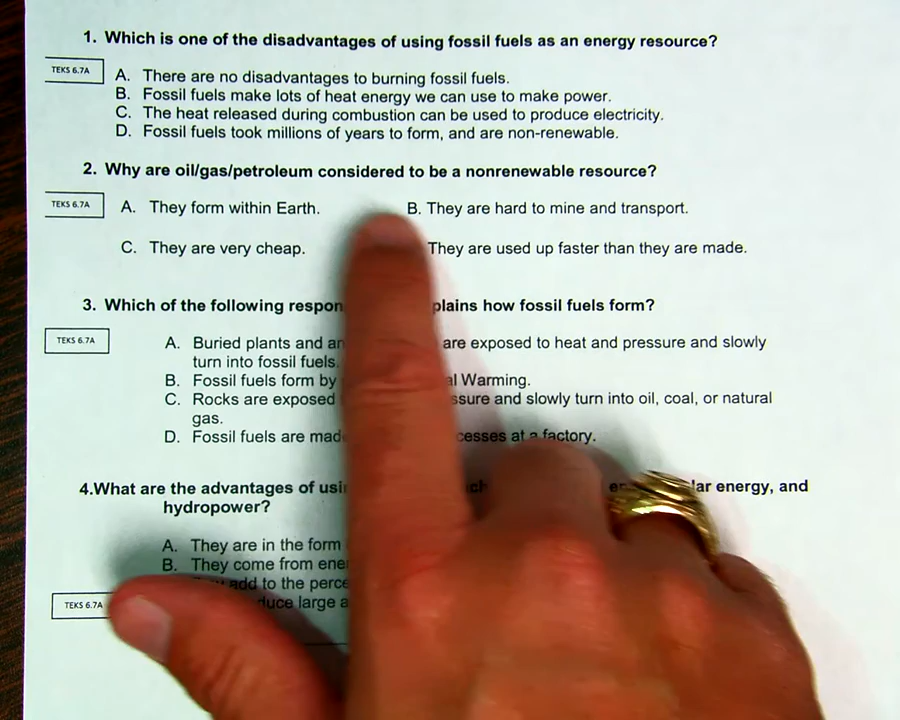 1. Which is one of the disadvantages of using fossil fuels as an energy resource?
TEKS 6.7A
A. There are no disadvantages to burning fossil fuels.
B. Fossil fuels make lots of heat energy we can use to make power.
C. The heat released during combustion can be used to produce electricity.
D. Fossil fuels took millions of years to form, and are non-renewable.
2. Why are oil/gas/petroleum considered to be a nonrenewable resource?
TEKS 6.7A
A. They form within Earth. B. They are hard to mine and transport.
C. They are very cheap. They are used up faster than they are made.
3. Which of the following explains how fossil fuels form?
TEKS 6.7A
A. Buried plants and are exposed to heat and pressure and slowly
turn into fossil fuels.
B. Fossil fuels form by Warming.
C. Rocks are exposed and slowly turn into oil, coal, or natural
gas.
D. Fossil fuels are at a factory.
4.What are the advantages of energy, and
hydropower?
A. They are in the form
B. They come from
add to the
TEKS 6.7A
large